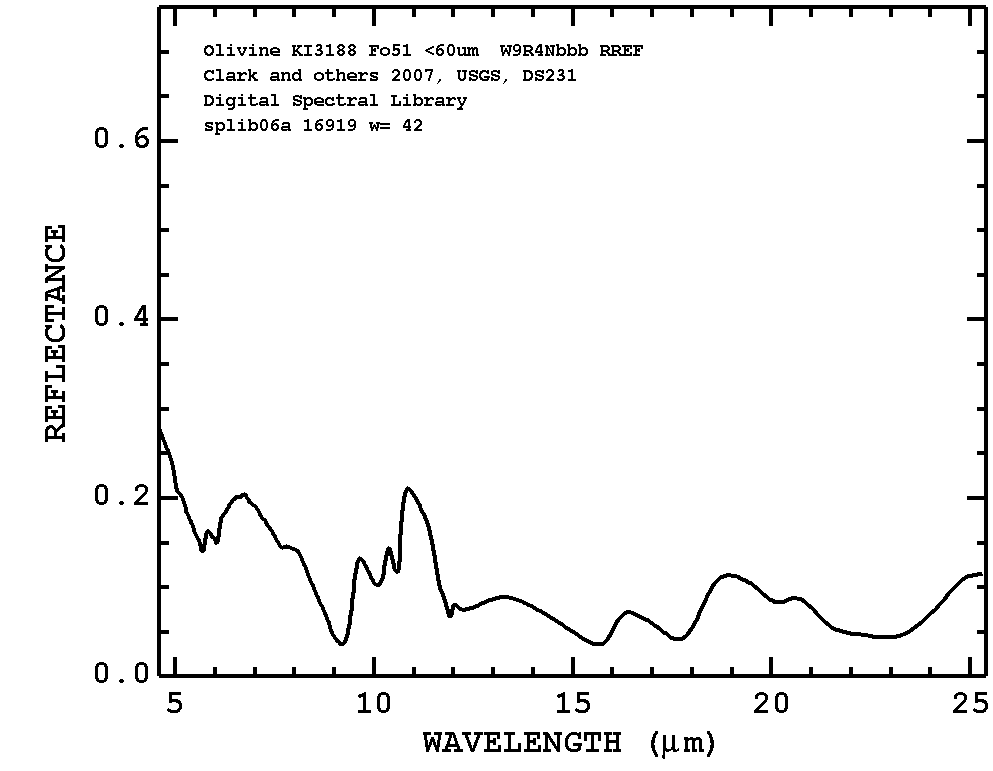 Olivine KI3188 Fo51 <60um W9R4Nbbb RREF
Clark and others 2007, USGS, DS231
Digital Spectral Library
splib06a 16919 w= 42
0.6
0.4
0.2
0.0
REFLECTANCE
5 10 15 20 25
WAVELENGTH (μm)